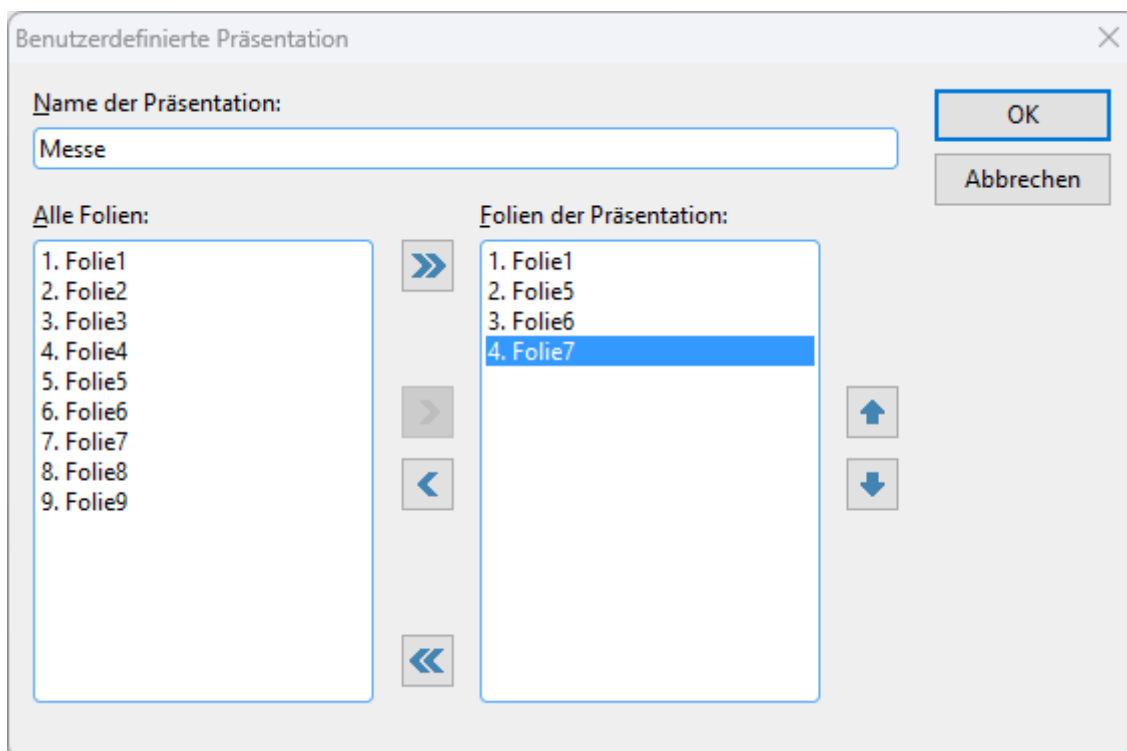 Benutzerdefinierte Präsentation
Name der Präsentation:
Messe
OK
Abbrechen
Alle Folien:
1. Folie1
2. Folie2
3. Folie3
4. Folie4
5. Folie5
6. Folie6
7. Folie7
8. Folie8
9. Folie9
Folien der Präsentation:
1. Folie1
2. Folie5
3. Folie6
4. Folie7